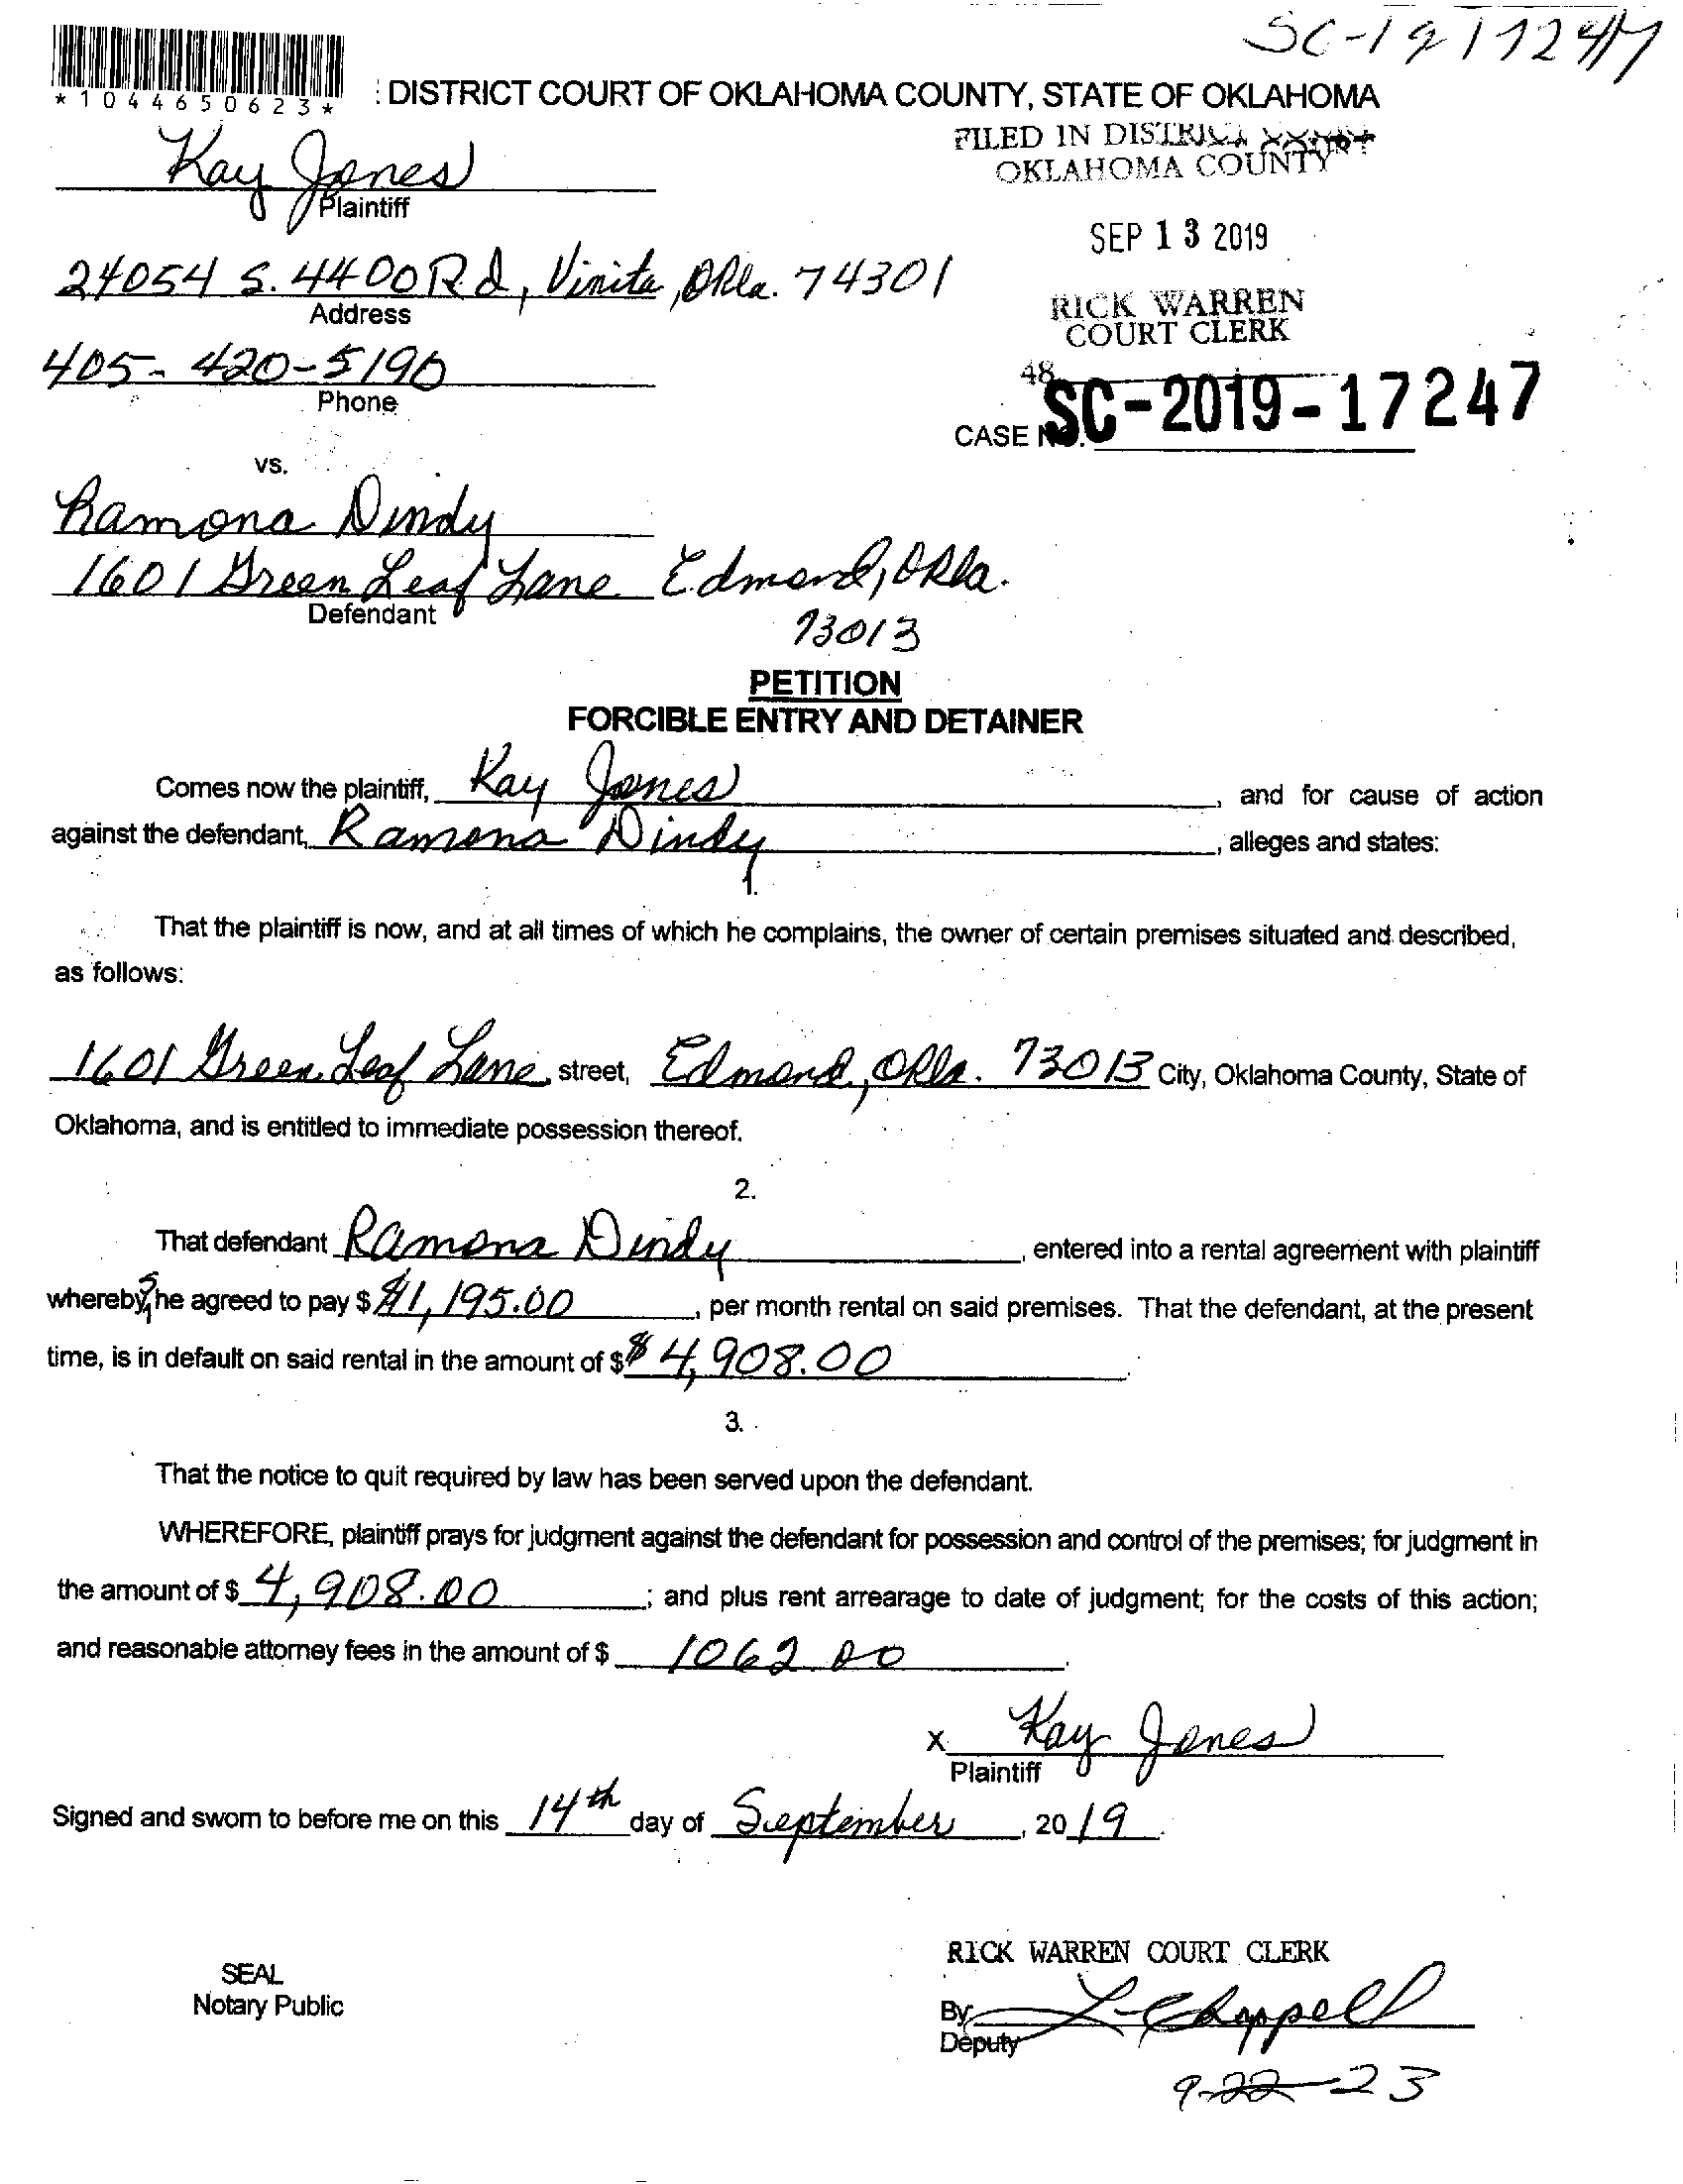 SC-19 17247
*1044650623*
: DISTRICT COURT OF OKLAHOMA COUNTY, STATE OF OKLAHOMA
Kay Jones
Plaintiff
FILED IN DISTRICT COURT
OKLAHOMA COUNTY
SEP 13 2019
24054 S. 4400 Rd, Vinita, Okla. 74301
Address
RICK WARREN
COURT CLERK
405-420-5190
Phone
48
CASE NO. SC-2019-17247
vs.
Ramona Dindy
1601 Green Leaf Lane Edmond, Okla.
Defendant
73013
PETITION
FORCIBLE ENTRY AND DETAINER
Comes now the plaintiff, Kay Jones, and for cause of action
against the defendant, Ramona Dindy, alleges and states:
1.
That the plaintiff is now, and at all times of which he complains, the owner of certain premises situated and described,
as follows:
1601 Green Leaf Lane street, Edmond, Okla. 73013 City, Oklahoma County, State of
Oklahoma, and is entitled to immediate possession thereof.
2.
That defendant Ramona Dindy, entered into a rental agreement with plaintiff
whereby she agreed to pay $ $1,195.00, per month rental on said premises. That the defendant, at the present
time, is in default on said rental in the amount of $ $4,908.00.
3.
That the notice to quit required by law has been served upon the defendant.
WHEREFORE, plaintiff prays for judgment against the defendant for possession and control of the premises; for judgment in
the amount of $ 4,908.00; and plus rent arrearage to date of judgment; for the costs of this action;
and reasonable attorney fees in the amount of $ 1062.00.
X Kay Jones
Plaintiff
Signed and sworn to before me on this 14th day of September, 2019.
RICK WARREN COURT CLERK
SEAL
Notary Public
By L Chappell
Deputy
9-22-23